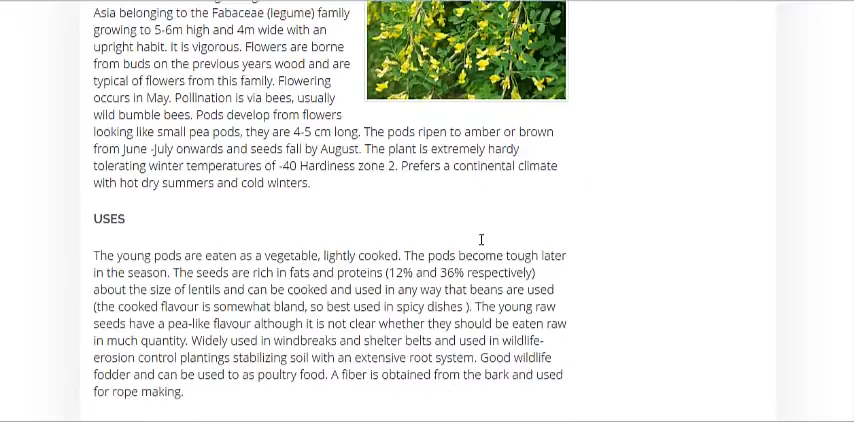 Asia belonging to the Fabaceae (legume) family
growing to 5-6m high and 4m wide with an
upright habit. It is vigorous. Flowers are borne
from buds on the previous years wood and are
typical of flowers from this family. Flowering
occurs in May. Pollination is via bees, usually
wild bumble bees. Pods develop from flowers
looking like small pea pods, they are 4-5 cm long. The pods ripen to amber or brown
from June -July onwards and seeds fall by August. The plant is extremely hardy
tolerating winter temperatures of -40 Hardiness zone 2. Prefers a continental climate
with hot dry summers and cold winters.
USES
The young pods are eaten as a vegetable, lightly cooked. The pods become tough later
in the season. The seeds are rich in fats and proteins (12% and 36% respectively)
about the size of lentils and can be cooked and used in any way that beans are used
(the cooked flavour is somewhat bland, so best used in spicy dishes ). The young raw
seeds have a pea-like flavour although it is not clear whether they should be eaten raw
in much quantity. Widely used in windbreaks and shelter belts and used in wildlife-
erosion control plantings stabilizing soil with an extensive root system. Good wildlife
fodder and can be used to as poultry food. A fiber is obtained from the bark and used
for rope making.